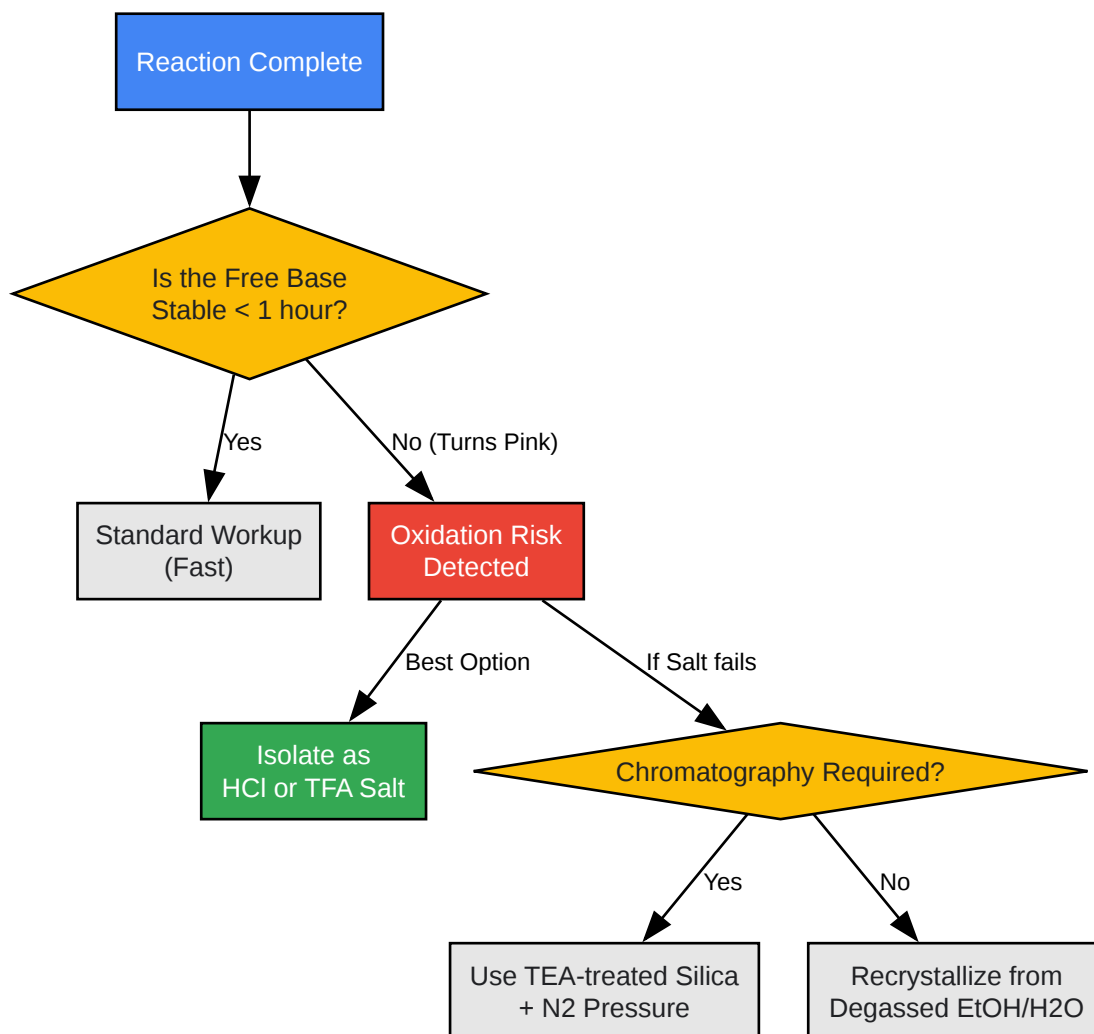 Reaction Complete
Is the Free Base
Stable < 1 hour?
Yes
No (Turns Pink)
Standard Workup
(Fast)
Oxidation Risk
Detected
Best Option
If Salt fails
Isolate as
HCl or TFA Salt
Chromatography Required?
Yes
No
Use TEA-treated Silica
+ N2 Pressure
Recrystallize from
Degassed EtOH/H2O